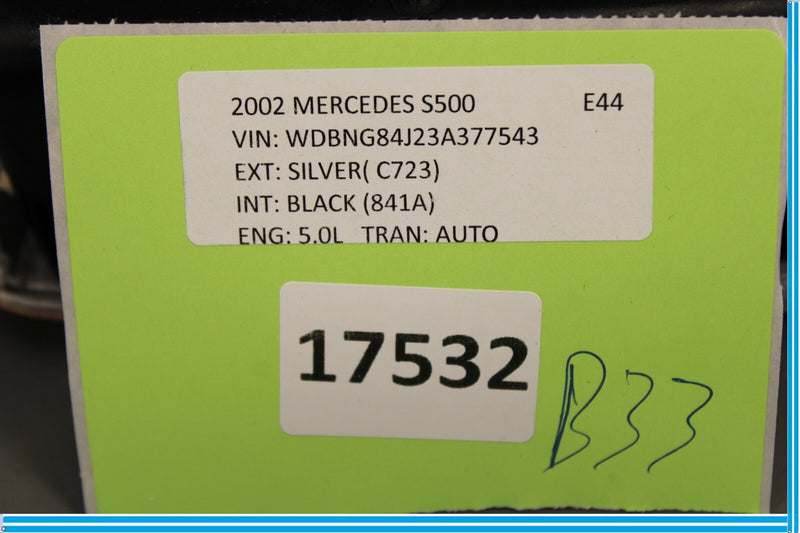 2002 MERCEDES S500 E44
VIN: WDBNG84J23A377543
EXT: SILVER( C723)
INT: BLACK (841A)
ENG: 5.0L TRAN: AUTO
17532
B33